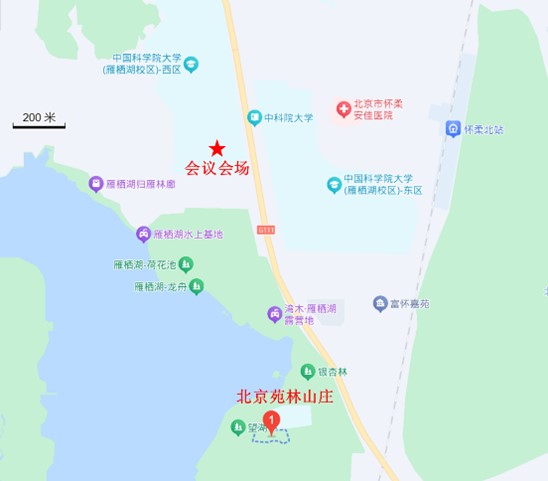 中国科学院大学
(雁栖湖校区)-西区
200 米
中科院大学
北京市怀柔
安佳医院
怀柔北站
会议会场
雁栖湖归雁林廊
中国科学院大学
(雁栖湖校区)-东区
雁栖湖水上基地
G111
雁栖湖-荷花池
雁栖湖-龙舟
富怀嘉苑
漋木-雁栖湖
露营地
银杏林
北京苑林山庄
1
望湖